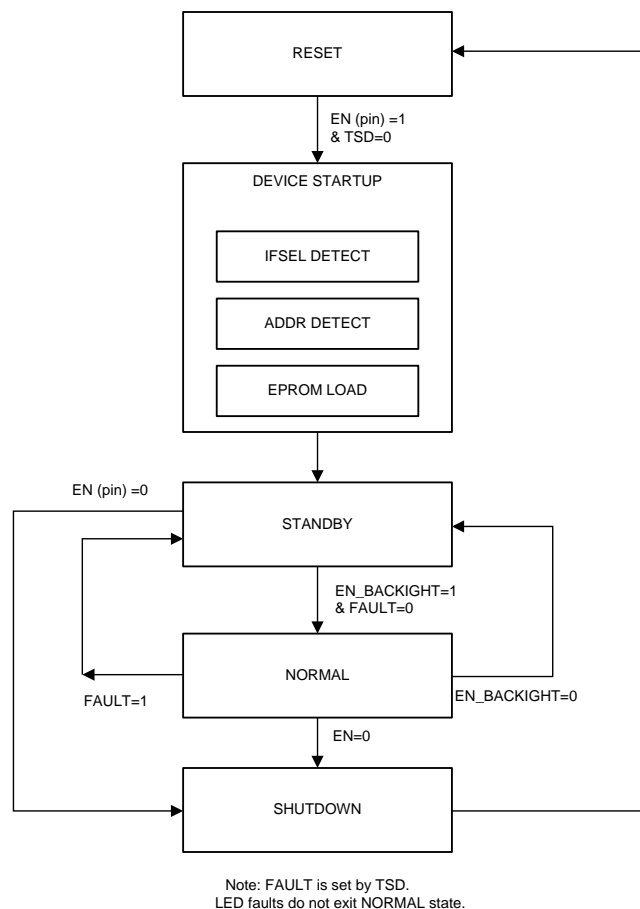 RESET
EN (pin) =1
& TSD=0
DEVICE STARTUP
IFSEL DETECT
ADDR DETECT
EPROM LOAD
EN (pin) =0
STANDBY
EN_BACKIGHT=1
& FAULT=0
NORMAL
FAULT=1
EN_BACKIGHT=0
EN=0
SHUTDOWN
Note: FAULT is set by TSD.
LED faults do not exit NORMAL state.